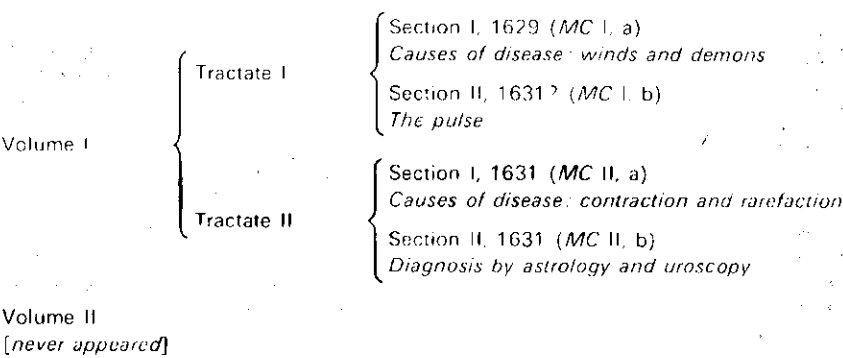 Volume I
Tractate I
Section I, 1629 (MC I, a)
Causes of disease: winds and demons
Section II, 1631? (MC I, b)
The pulse
Tractate II
Section I, 1631 (MC II, a)
Causes of disease: contraction and rarefaction
Section II, 1631 (MC II, b)
Diagnosis by astrology and uroscopy
Volume II
[never appeared]